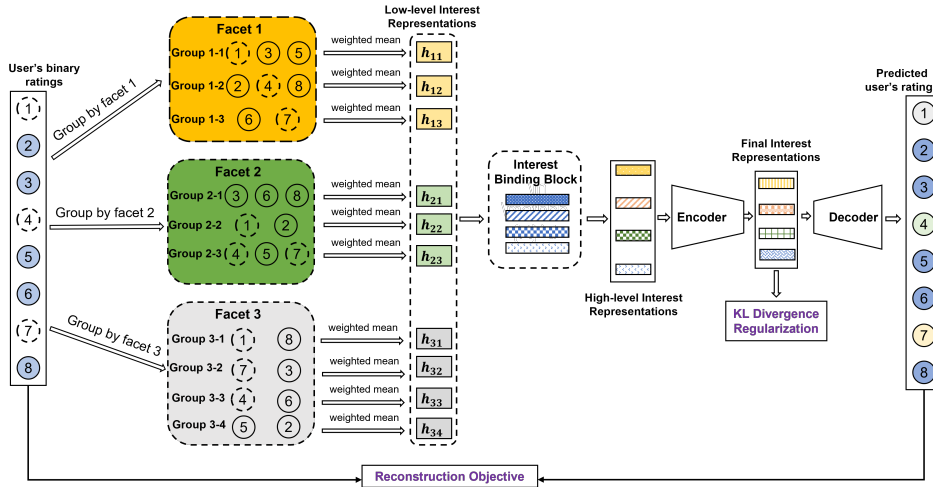 Low-level Interest
Representations
User's binary
ratings
1
2
3
4
5
6
7
8
Group by facet 1
Group by facet 2
Group by facet 3
Facet 1
Group 1-1 1 3 5
Group 1-2 2 4 8
Group 1-3 6 7
Facet 2
Group 2-1 3 6 8
Group 2-2 1 2
Group 2-3 4 5 7
Facet 3
Group 3-1 1 8
Group 3-2 7 3
Group 3-3 4 6
Group 3-4 5 2
weighted mean
weighted mean
weighted mean
weighted mean
weighted mean
weighted mean
weighted mean
weighted mean
weighted mean
weighted mean
h11
h12
h13
h21
h22
h23
h31
h32
h33
h34
Interest
Binding Block
High-level Interest
Representations
Encoder
Final Interest
Representations
KL Divergence
Regularization
Decoder
Predicted
user's rating
1
2
3
4
5
6
7
8
Reconstruction Objective